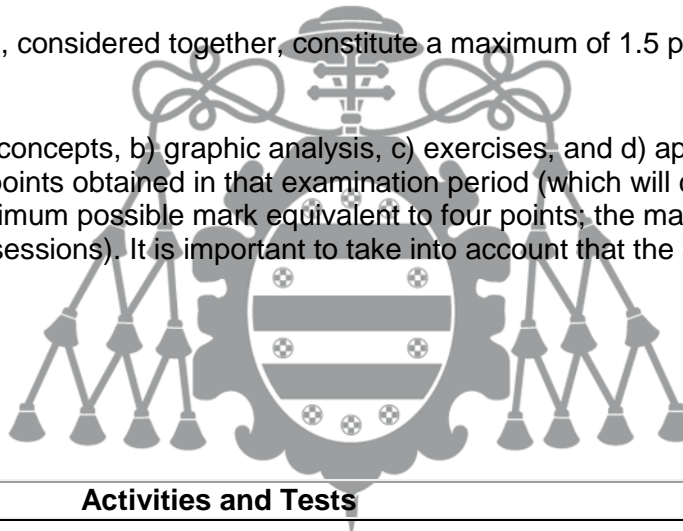 , considered together, constitute a maximum of 1.5 p
concepts, b) graphic analysis, c) exercises, and d) ap
points obtained in that examination period (which will
imum possible mark equivalent to four points; the ma
sessions). It is important to take into account that the
Activities and Tests